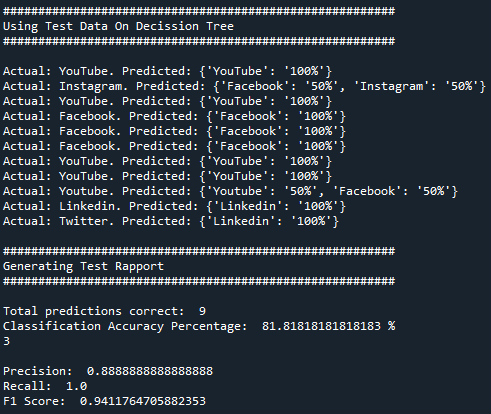 ########################################################
Using Test Data On Decission Tree
########################################################
Actual: YouTube. Predicted: {'YouTube': '100%'}
Actual: Instagram. Predicted: {'Facebook': '50%', 'Instagram': '50%'}
Actual: YouTube. Predicted: {'YouTube': '100%'}
Actual: Facebook. Predicted: {'Facebook': '100%'}
Actual: Facebook. Predicted: {'Facebook': '100%'}
Actual: Facebook. Predicted: {'Facebook': '100%'}
Actual: YouTube. Predicted: {'YouTube': '100%'}
Actual: YouTube. Predicted: {'YouTube': '100%'}
Actual: YouTube. Predicted: {'Youtube': '50%', 'Facebook': '50%'}
Actual: Linkedin. Predicted: {'Linkedin': '100%'}
Actual: Twitter. Predicted: {'Linkedin': '100%'}
########################################################
Generating Test Rapport
########################################################
Total predictions correct:  9
Classification Accuracy Percentage:  81.81818181818183 %
3
Precision:  0.8888888888888888
Recall:  1.0
F1 Score:  0.9411764705882353